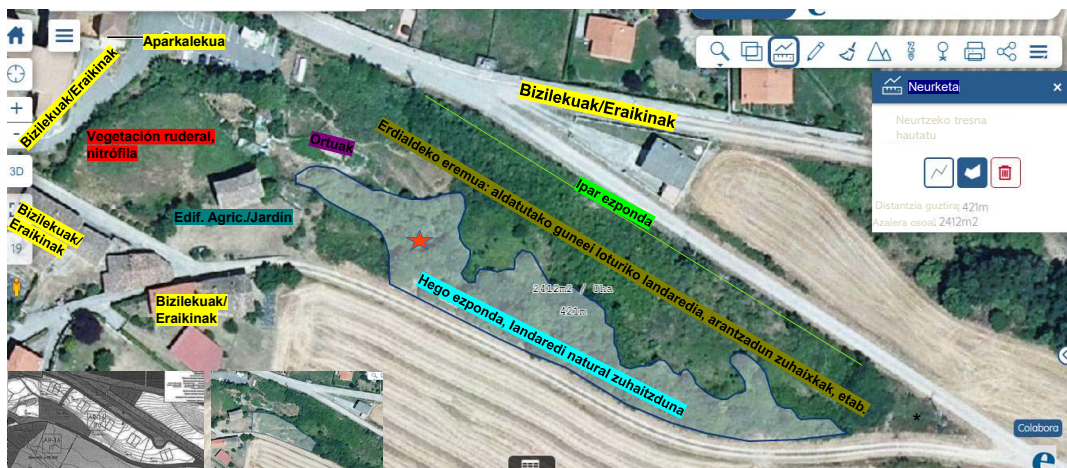 Aparkalekua
Bizilekuak/Eraikinak
Bizilekuak/Eraikinak
Neurketa
×
Neurtzeko tresna
hautatu
+
-
Vegetación ruderal,
nitrófila
Ortuak
Erdialdeko eremua: aldatutako guneei loturiko landaredia, arantzadun zuhaixkak, etab.
3D
Ipar ezponda
Distantzia guztira: 421m
Azalera osoa: 2412m2
Bizilekuak/
Eraikinak
Edif. Agric./Jardín
19
Hego ezponda, landaredi natural zuhaitzduna
2412m2 / 0ha
421m
Bizilekuak/
Eraikinak
*
Colabora